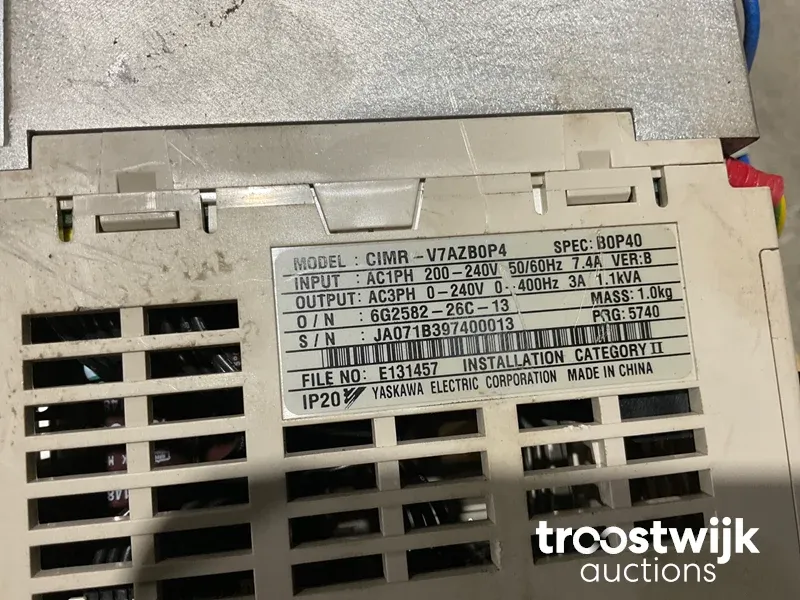 MODEL : CIMR-V7AZB0P4 SPEC: B0P40
INPUT : AC1PH 200-240V 50/60Hz 7.4A VER:B
OUTPUT: AC3PH 0-240V 0-400Hz 3A 1.1kVA
O / N : 6G2582-26C-13 MASS: 1.0kg
S / N : JA071B397400013 PRG: 5740
FILE NO: E131457 INSTALLATION CATEGORY II
IP20 YASKAWA ELECTRIC CORPORATION MADE IN CHINA
troostwijk
auctions